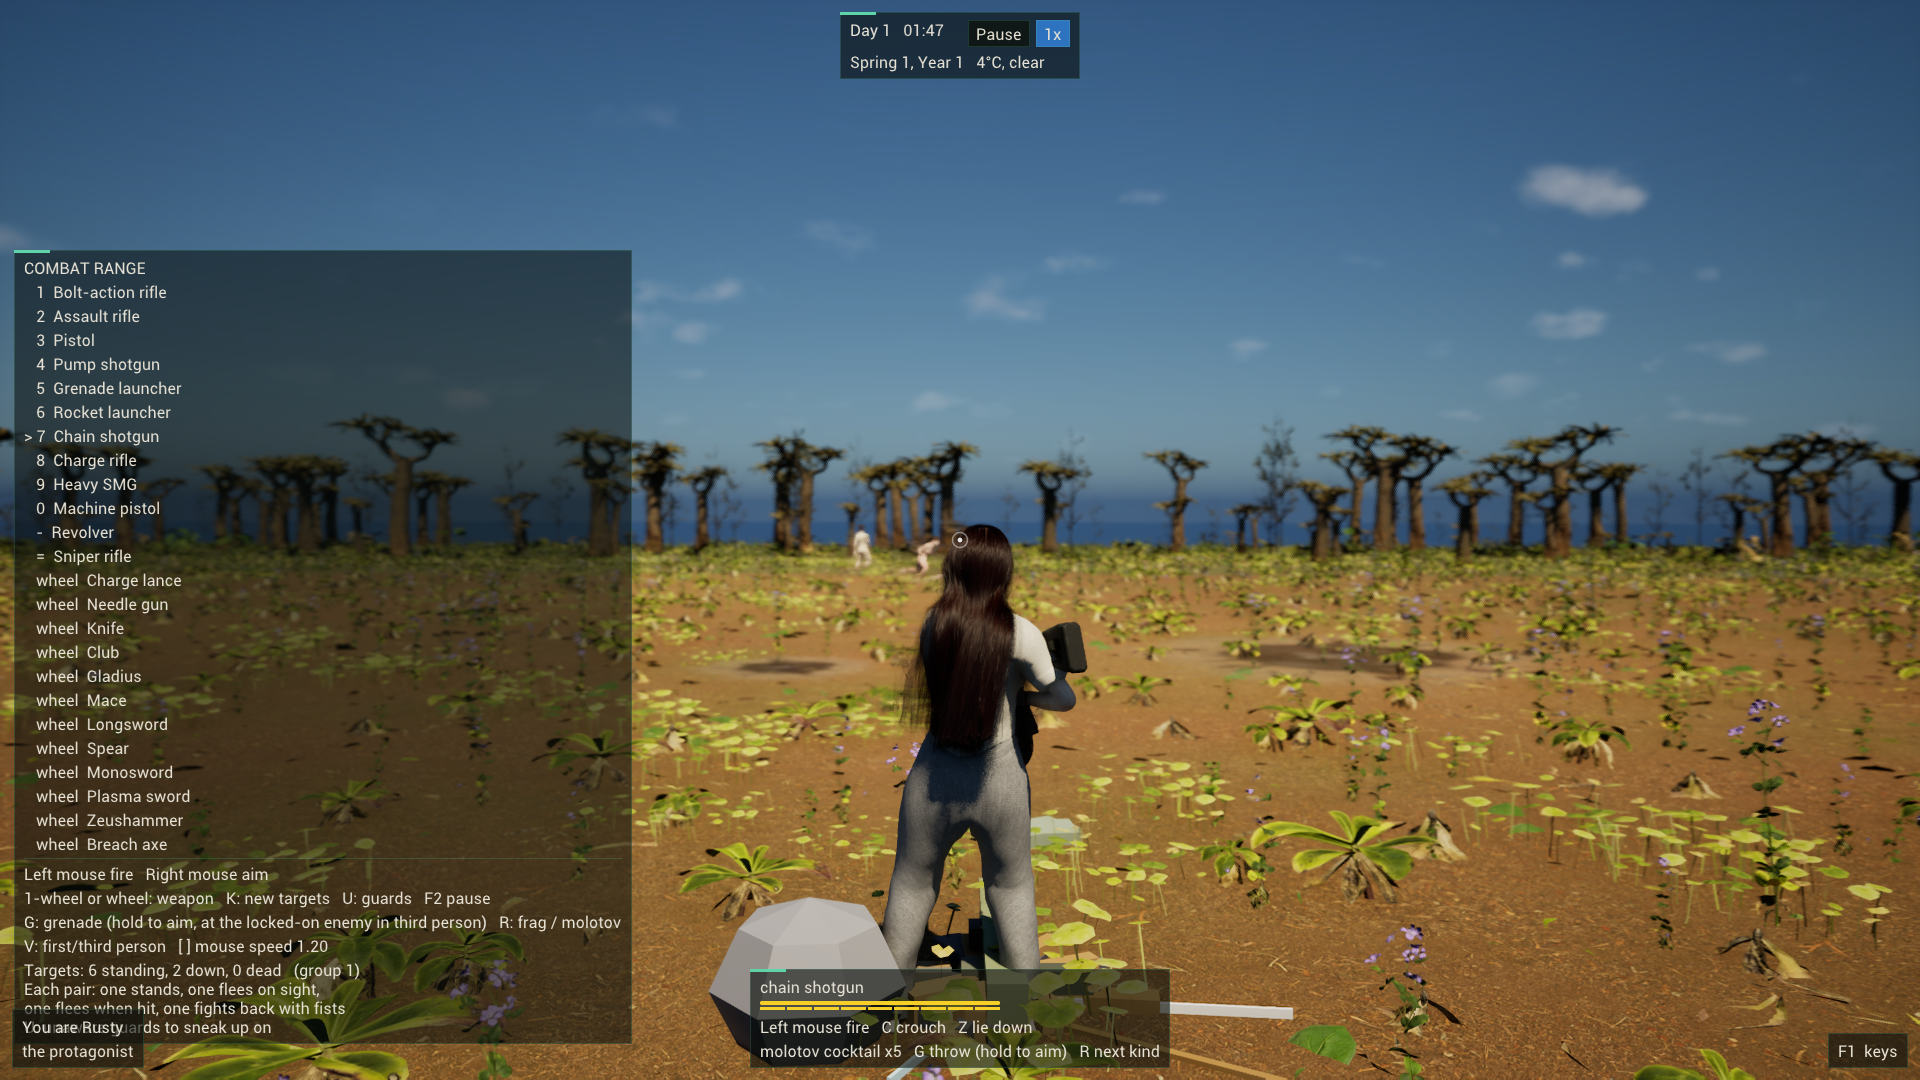 Day 1 01:47 Pause 1x
Spring 1, Year 1 4°C, clear
COMBAT RANGE
1 Bolt-action rifle
2 Assault rifle
3 Pistol
4 Pump shotgun
5 Grenade launcher
6 Rocket launcher
> 7 Chain shotgun
8 Charge rifle
9 Heavy SMG
0 Machine pistol
- Revolver
= Sniper rifle
wheel Charge lance
wheel Needle gun
wheel Knife
wheel Club
wheel Gladius
wheel Mace
wheel Longsword
wheel Spear
wheel Monosword
wheel Plasma sword
wheel Zeushammer
wheel Breach axe
Left mouse fire Right mouse aim
1-wheel or wheel: weapon K: new targets U: guards F2 pause
G: grenade (hold to aim, at the locked-on enemy in third person) R: frag / molotov
V: first/third person [ ] mouse speed 1.20
Targets: 6 standing, 2 down, 0 dead (group 1)
Each pair: one stands, one flees on sight,
one flees when hit, one fights back with fists
to sneak up on
You are Rusty
the protagonist
chain shotgun
Left mouse fire C crouch Z lie down
molotov cocktail x5 G throw (hold to aim) R next kind
F1 keys